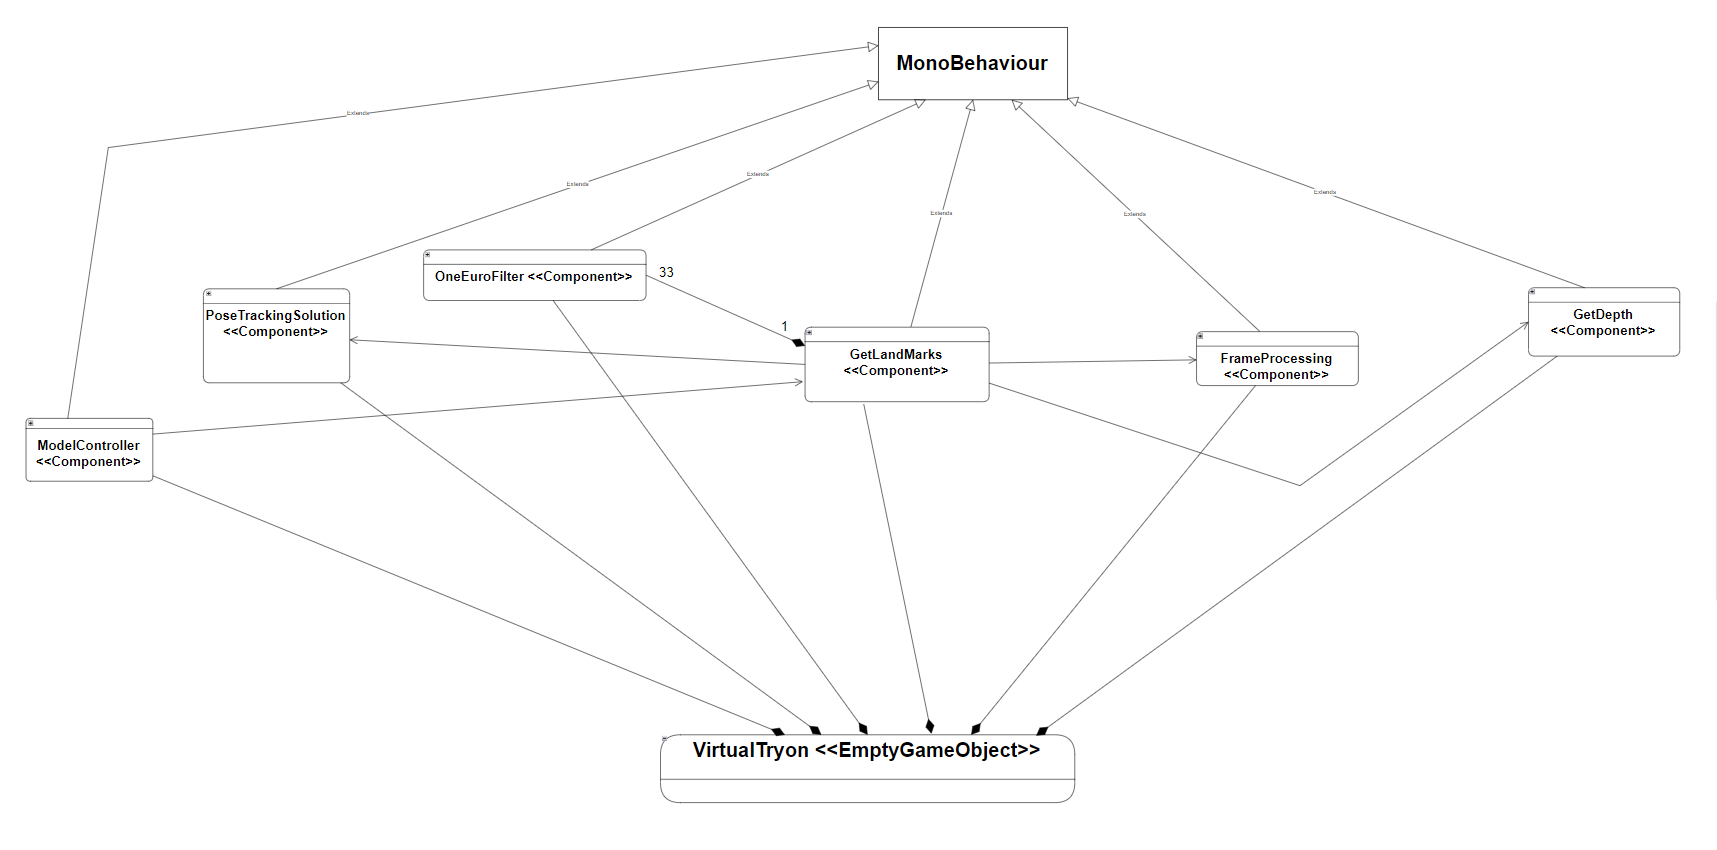 MonoBehaviour
Extends
Extends
Extends
Extends
Extends
Extends
OneEuroFilter <<Component>>
33
PoseTrackingSolution
<<Component>>
1
GetLandMarks
<<Component>>
FrameProcessing
<<Component>>
GetDepth
<<Component>>
ModelController
<<Component>>
VirtualTryon <<EmptyGameObject>>